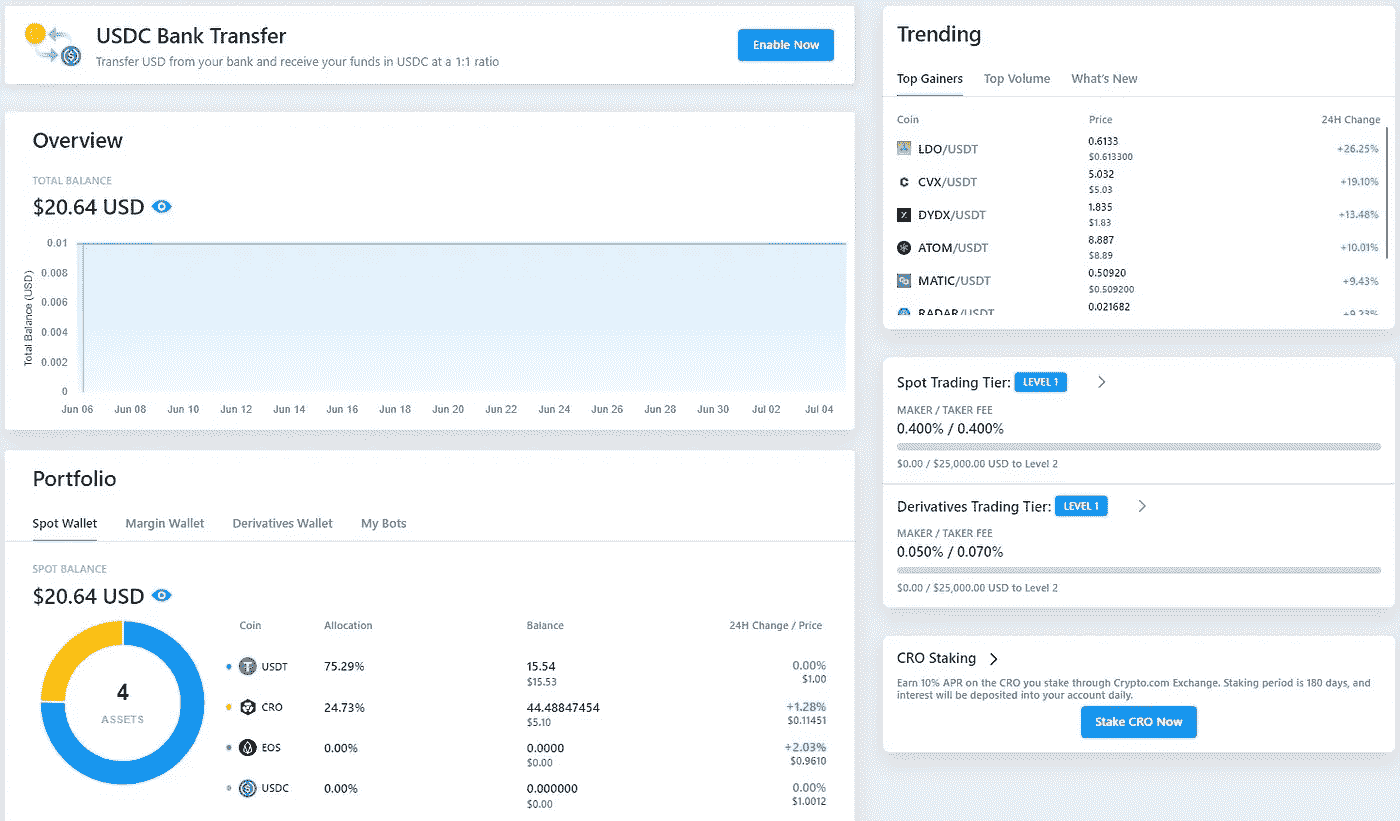 USDC Bank Transfer
Transfer USD from your bank and receive your funds in USDC at a 1:1 ratio
Enable Now
Overview
TOTAL BALANCE
$20.64 USD
Total Balance (USD)
0.01
0.008
0.006
0.004
0.002
0
Jun 06 Jun 08 Jun 10 Jun 12 Jun 14 Jun 16 Jun 18 Jun 20 Jun 22 Jun 24 Jun 26 Jun 28 Jun 30 Jul 02 Jul 04
Portfolio
Spot Wallet Margin Wallet Derivatives Wallet My Bots
SPOT BALANCE
$20.64 USD
4
ASSETS
Coin Allocation Balance 24H Change / Price
USDT 75.29% 15.54 0.00%
$15.53 $1.00
CRO 24.73% 44.48847454 +1.28%
$5.10 $0.11451
EOS 0.00% 0.0000 +2.03%
$0.00 $0.9610
USDC 0.00% 0.000000 0.00%
$0.00 $1.0012
Trending
Top Gainers Top Volume What's New
Coin Price 24H Change
LDO/USDT 0.6133 +26.25%
$0.613300
CVX/USDT 5.032 +19.10%
$5.03
DYDX/USDT 1.835 +13.48%
$1.83
ATOM/USDT 8.887 +10.01%
$8.89
MATIC/USDT 0.50920 +9.43%
$0.509200
RADAR/USDT 0.021682 +9.23%
Spot Trading Tier: LEVEL 1
MAKER / TAKER FEE
0.400% / 0.400%
$0.00 / $25,000.00 USD to Level 2
Derivatives Trading Tier: LEVEL 1
MAKER / TAKER FEE
0.050% / 0.070%
$0.00 / $25,000.00 USD to Level 2
CRO Staking
Earn 10% APR on the CRO you stake through Crypto.com Exchange. Staking period is 180 days, and
interest will be deposited into your account daily.
Stake CRO Now